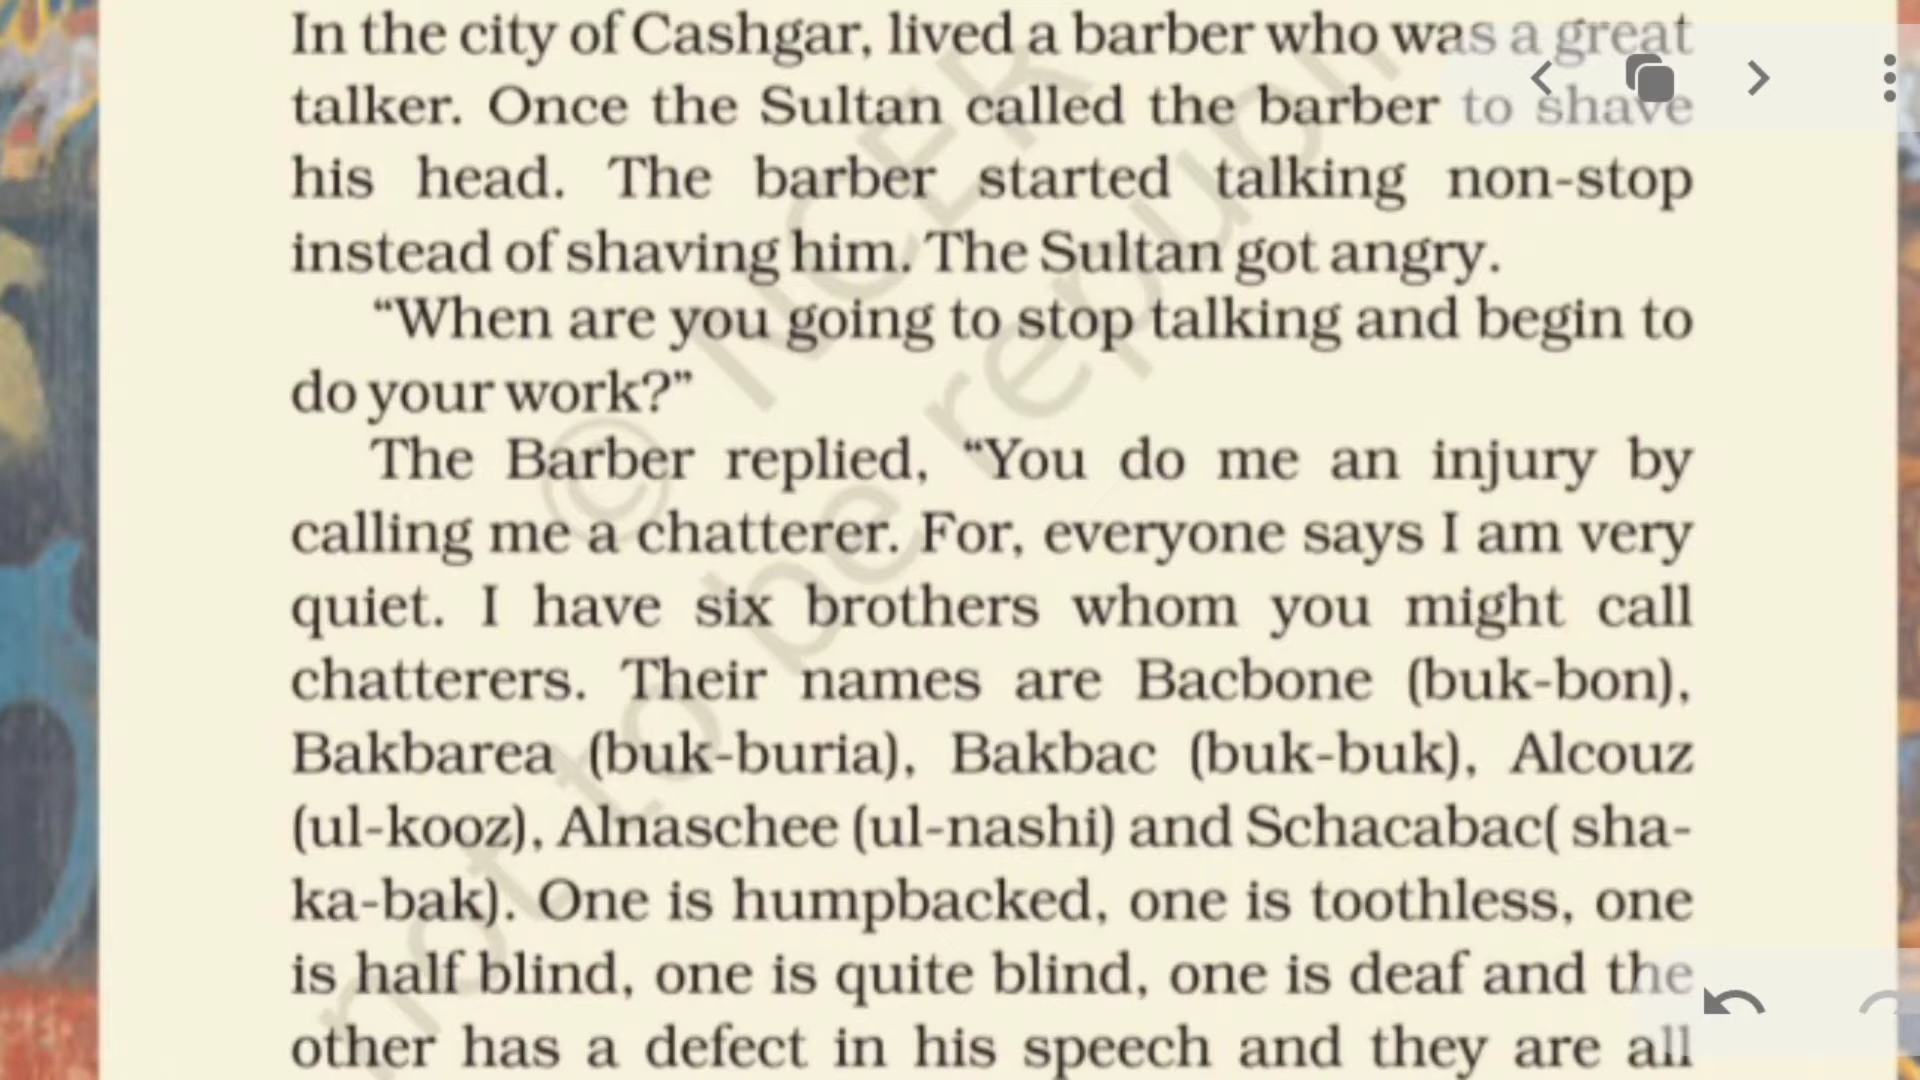 In the city of Cashgar, lived a barber who was a great
talker. Once the Sultan called the barber to shave
his head. The barber started talking non-stop
instead of shaving him. The Sultan got angry.
“When are you going to stop talking and begin to
do your work?”
The Barber replied, “You do me an injury by
calling me a chatterer. For, everyone says I am very
quiet. I have six brothers whom you might call
chatterers. Their names are Bacbone (buk-bon),
Bakbarea (buk-buria), Bakbac (buk-buk), Alcouz
(ul-kooz), Alnaschee (ul-nashi) and Schacabac( sha-
ka-bak). One is humpbacked, one is toothless, one
is half blind, one is quite blind, one is deaf and the
other has a defect in his speech and they are all
© NCER
not to be republ